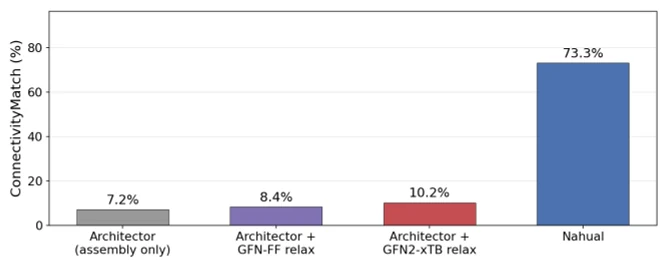 ConnectivityMatch (%)
80
60
40
20
0
7.2%
8.4%
10.2%
73.3%
Architector
(assembly only)
Architector +
GFN-FF relax
Architector +
GFN2-xTB relax
Nahual